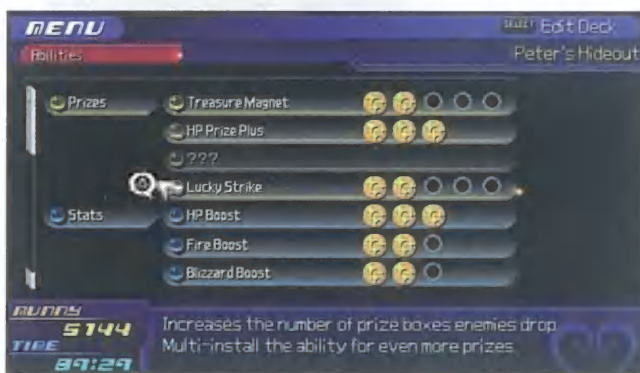 MENU
SELECT Edit Deck
Abilities
Peter's Hideout
Prizes
Treasure Magnet
HP Prize Plus
???
Lucky Strike
Stats
HP Boost
Fire Boost
Blizzard Boost
MUNNY
5144
TIME
89:29
Increases the number of prize boxes enemies drop
Multi-install the ability for even more prizes.